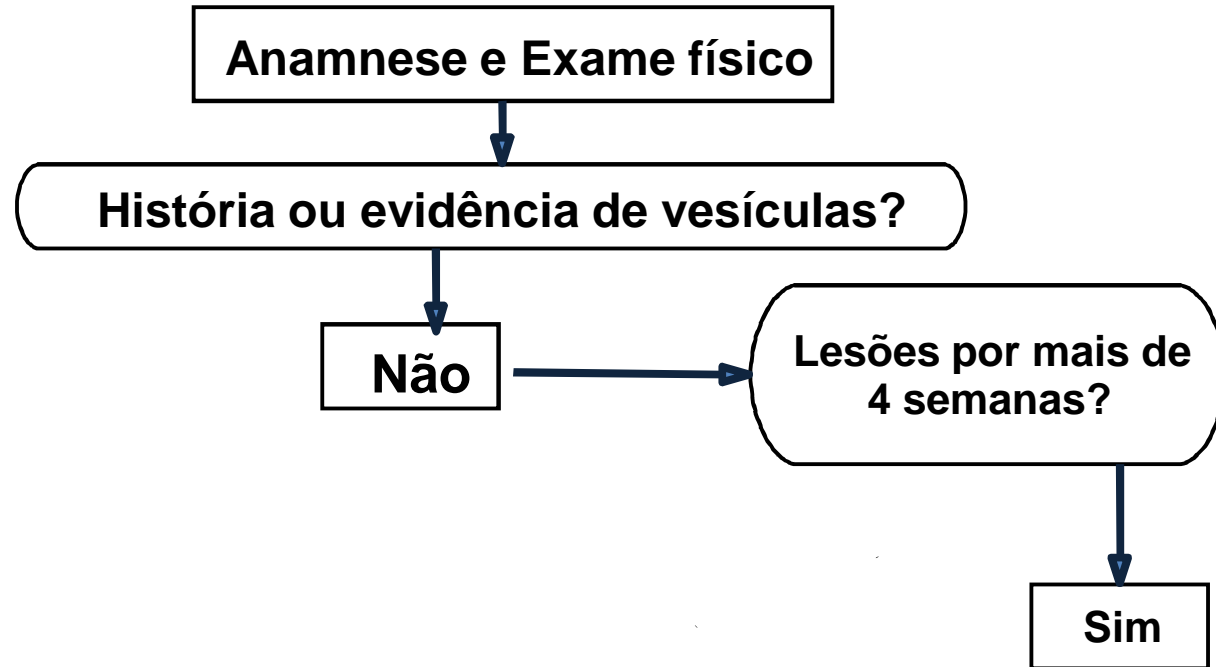 Anamnese e Exame físico
História ou evidência de vesículas?
Não
Lesões por mais de
4 semanas?
Sim